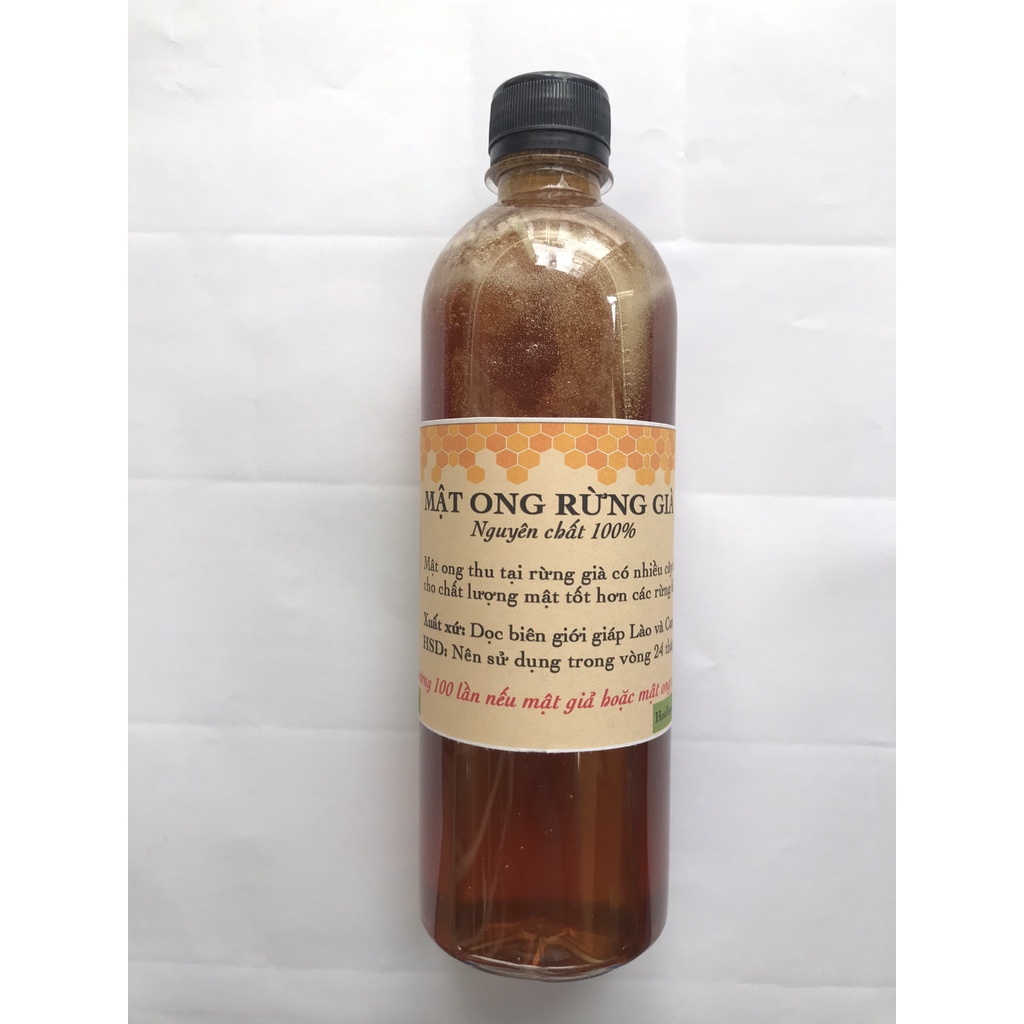 MẬT ONG RỪNG GIÀ
Nguyên chất 100%
Mât ong thu tại rừng già có nhiều
cho chất lượng mật tốt hơn các rừng
Xuất xứ: Dọc biên giới giáp Lào và
HSD: Nên sử dụng trong vòng 24
100 lần nếu mật giả hoặc mật ong